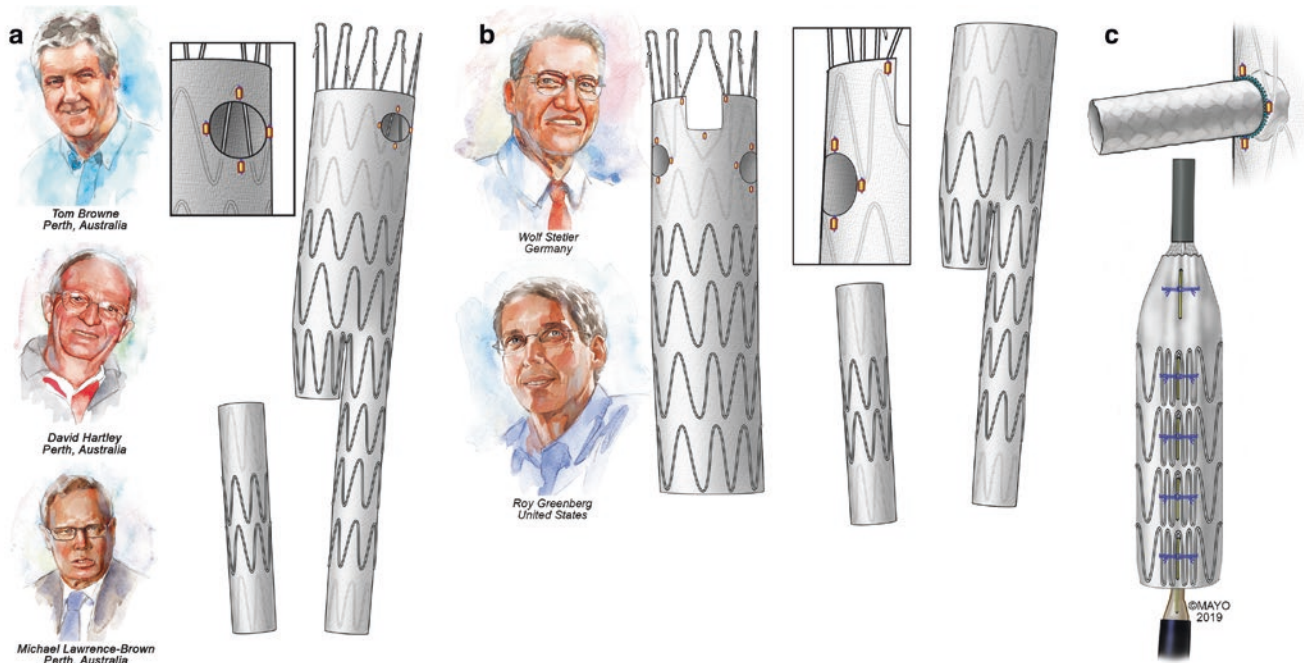 a
Tom Browne
Perth, Australia
David Hartley
Perth, Australia
Michael Lawrence-Brown
Perth, Australia
b
Wolf Stetler
Germany
Roy Greenberg
United States
c
©MAYO
2019